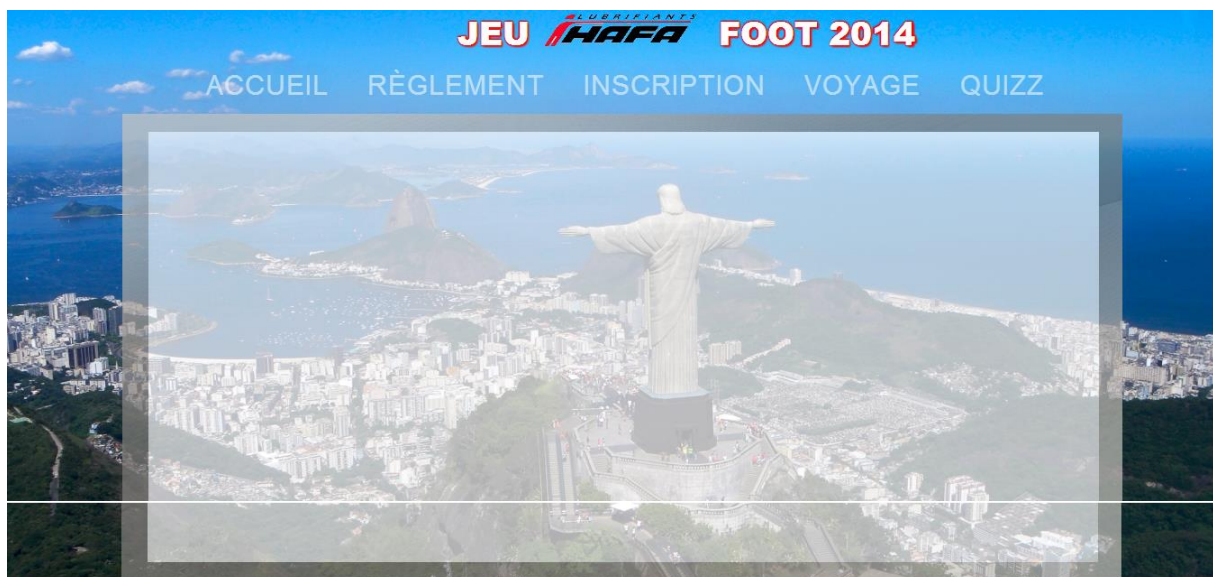 JEU LUBRIFIANTS HAFA FOOT 2014
ACCUEIL RÈGLEMENT INSCRIPTION VOYAGE QUIZZ